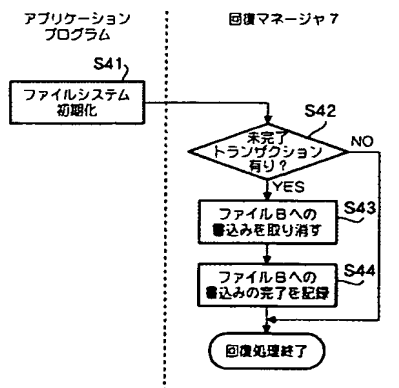 アプリケーション
プログラム
回復マネージャ7
S41
ファイルシステム
初期化
S42
未完了
トランザクション
有り?
NO
YES
S43
ファイルBへの
書込みを取り消す
S44
ファイルBへの
書込みの完了を記録
回復処理終了